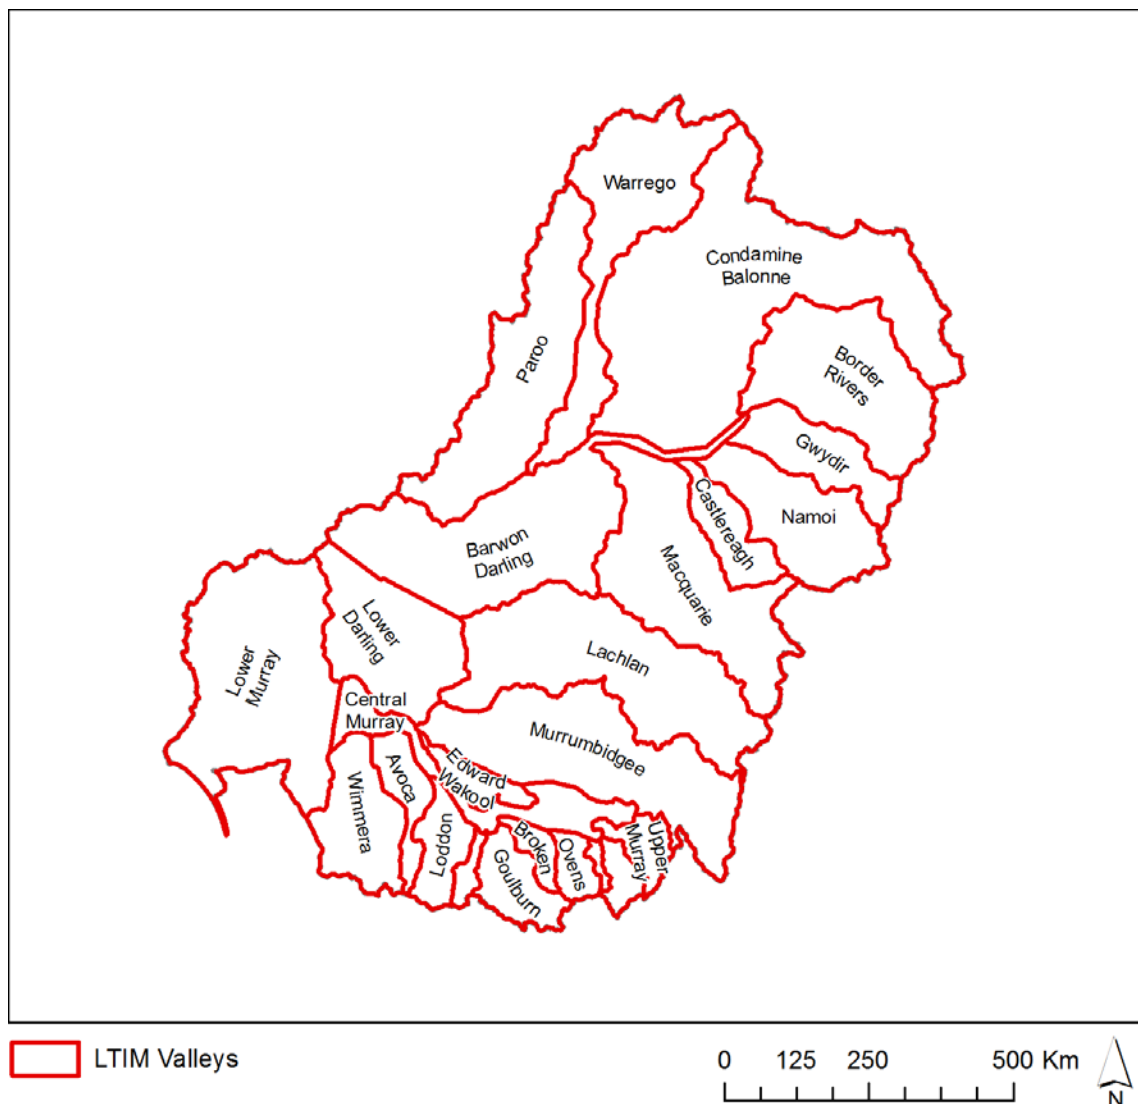 Warrego
Condamine
Balonne
Paroo
Border
Rivers
Gwydir
Castlereagh
Namoi
Barwon
Darling
Macquarie
Lower
Darling
Lachlan
Lower
Murray
Central
Murray
Murrumbidgee
Edward
Wakool
Avoca
Wimmera
Loddon
Broken
Goulburn
Ovens
Upper
Murray
LTIM Valleys
0 125 250 500 Km
N